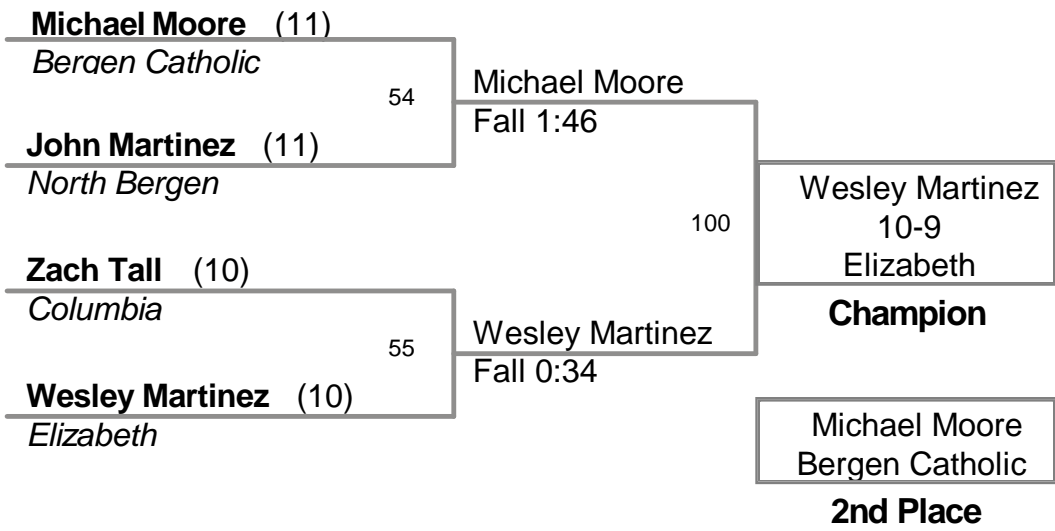 Michael Moore (11)
Bergen Catholic
54
Michael Moore
Fall 1:46
John Martinez (11)
North Bergen
100
Wesley Martinez
10-9
Elizabeth
Champion
Zach Tall (10)
Columbia
55
Wesley Martinez
Fall 0:34
Wesley Martinez (10)
Elizabeth
Michael Moore
Bergen Catholic
2nd Place